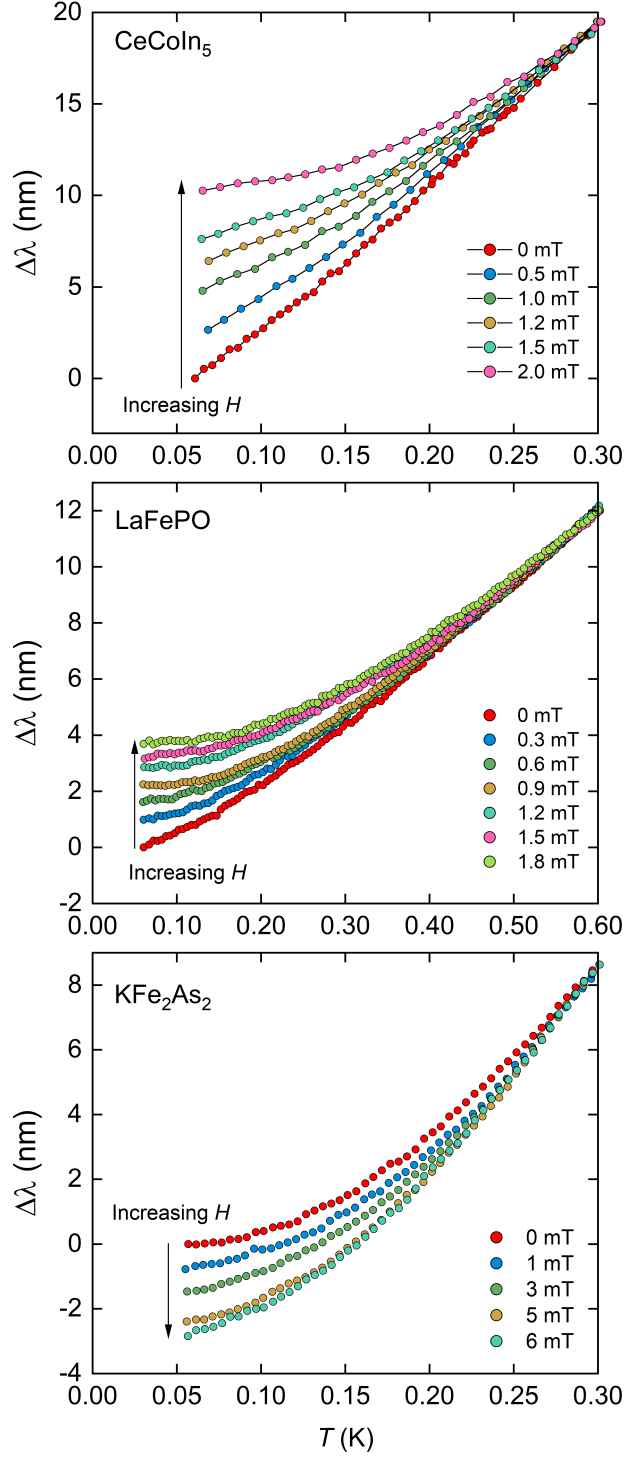 CeCoIn₅
Δλ (nm)
20
15
10
5
0
0 mT
0.5 mT
1.0 mT
1.2 mT
1.5 mT
2.0 mT
Increasing H
0.00 0.05 0.10 0.15 0.20 0.25 0.30
LaFePO
Δλ (nm)
12
10
8
6
4
2
0
-2
0 mT
0.3 mT
0.6 mT
0.9 mT
1.2 mT
1.5 mT
1.8 mT
Increasing H
0.00 0.10 0.20 0.30 0.40 0.50 0.60
KFe₂As₂
Δλ (nm)
8
6
4
2
0
-2
-4
Increasing H
0 mT
1 mT
3 mT
5 mT
6 mT
0.00 0.05 0.10 0.15 0.20 0.25 0.30
T (K)